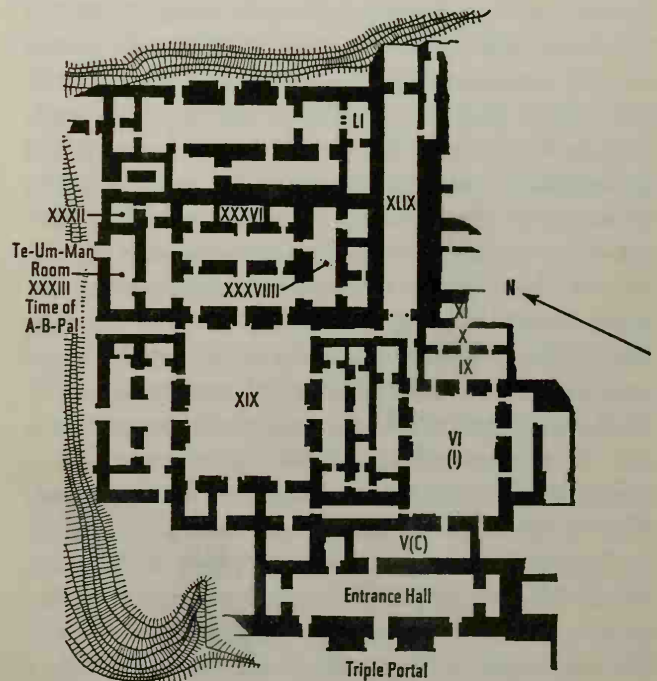 LI
XLIX
XXXII
XXXVI
Te-Um-Man
Room
XXXIII
Time of
A-B-Pal
XXXVIIII
N
XI
X
IX
XIX
VI
(I)
V(C)
Entrance Hall
Triple Portal